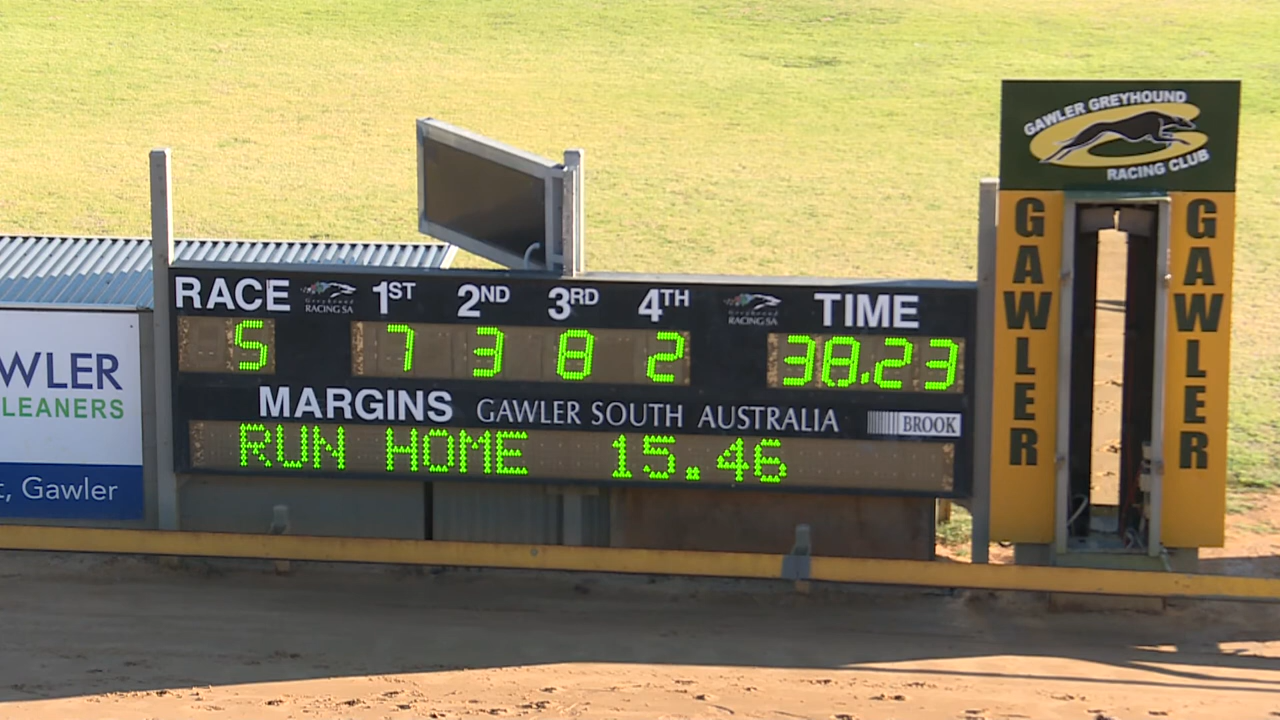 GAWLER GREYHOUND
RACING CLUB
GAWLER
GAWLER
RACE
Greyhound
RACING SA
1ST 2ND 3RD 4TH
Greyhound
RACING SA
TIME
5 7 3 8 2 38.23
MARGINS GAWLER SOUTH AUSTRALIA BROOK
RUN HOME 15.46
WLER
LEANERS
t, Gawler